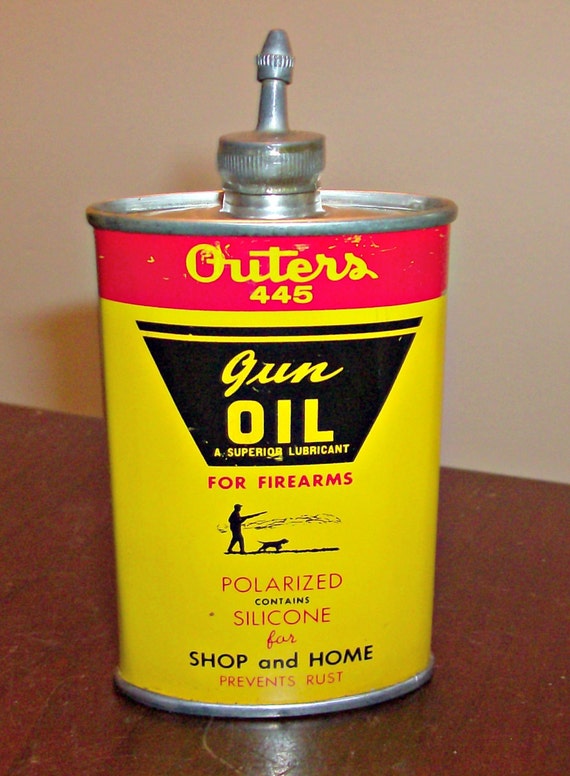 Outers
445
Gun
OIL
A SUPERIOR LUBRICANT
FOR FIREARMS
POLARIZED
CONTAINS
SILICONE
for
SHOP and HOME
PREVENTS RUST